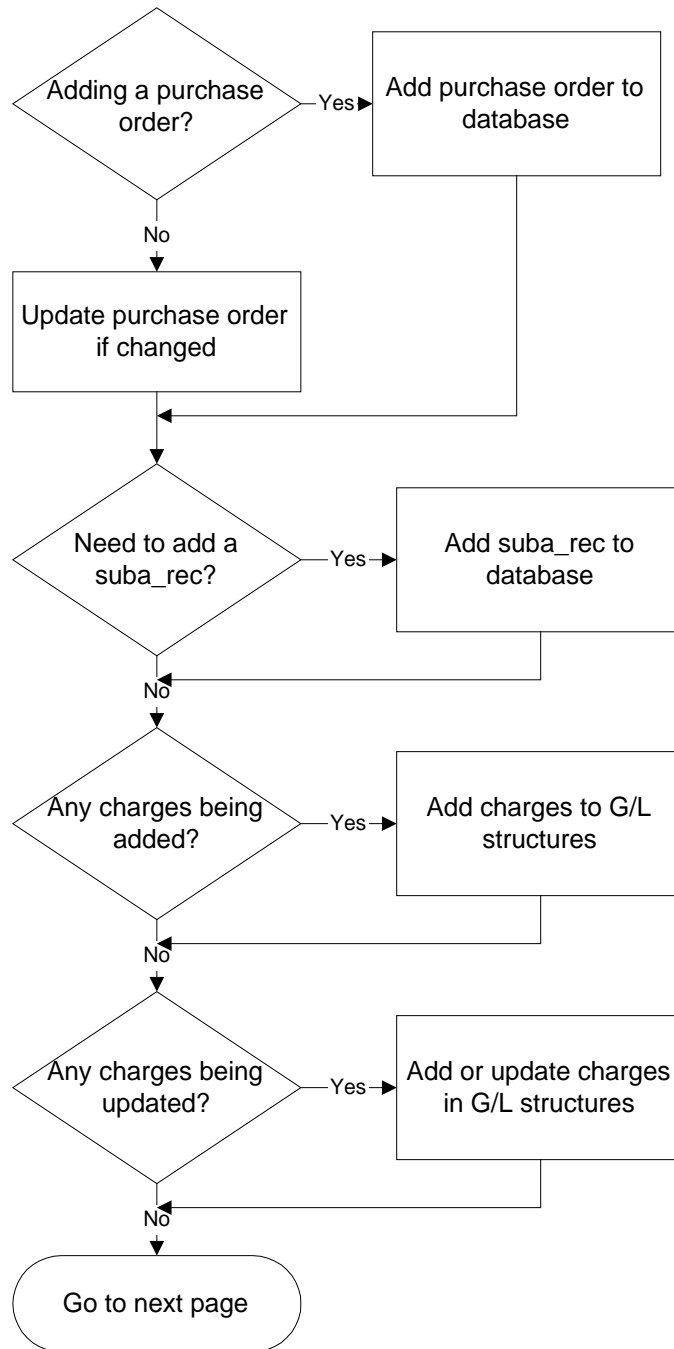 Adding a purchase
order?
Yes
Add purchase order to
database
No
Update purchase order
if changed
Need to add a
suba_rec?
Yes
Add suba_rec to
database
No
Any charges being
added?
Yes
Add charges to G/L
structures
No
Any charges being
updated?
Yes
Add or update charges
in G/L structures
No
Go to next page